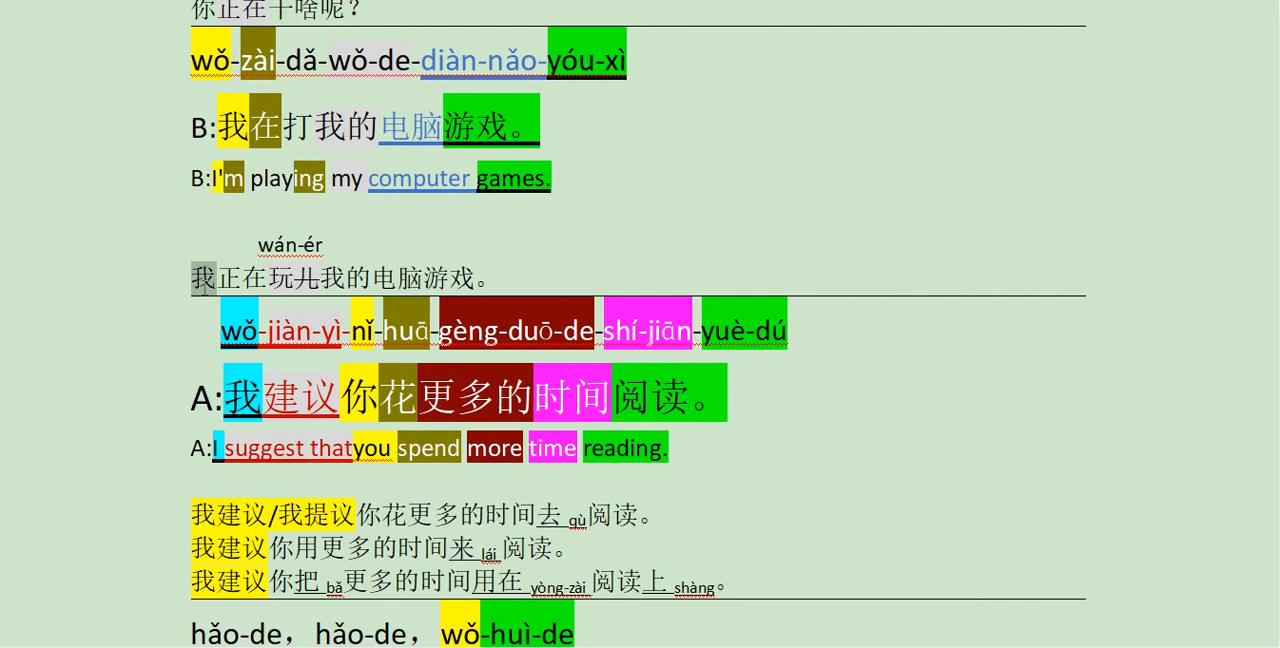 你正在干啥呢？
wǒ-zài-dǎ-wǒ-de-diàn-nǎo-yóu-xì
B:我在打我的电脑游戏。
B:I'm playing my computer games.
wán-ér
我正在玩儿我的电脑游戏。
wǒ-jiàn-yì-nǐ-huā-gèng-duō-de-shí-jiān-yuè-dú
A:我建议你花更多的时间阅读。
A:I suggest thatyou spend more time reading.
我建议/我提议你花更多的时间去 qù阅读。
我建议你用更多的时间来 lái 阅读。
我建议你把 bǎ更多的时间用在 yòng-zài 阅读上 shàng。
hǎo-de，hǎo-de，wǒ-huì-de